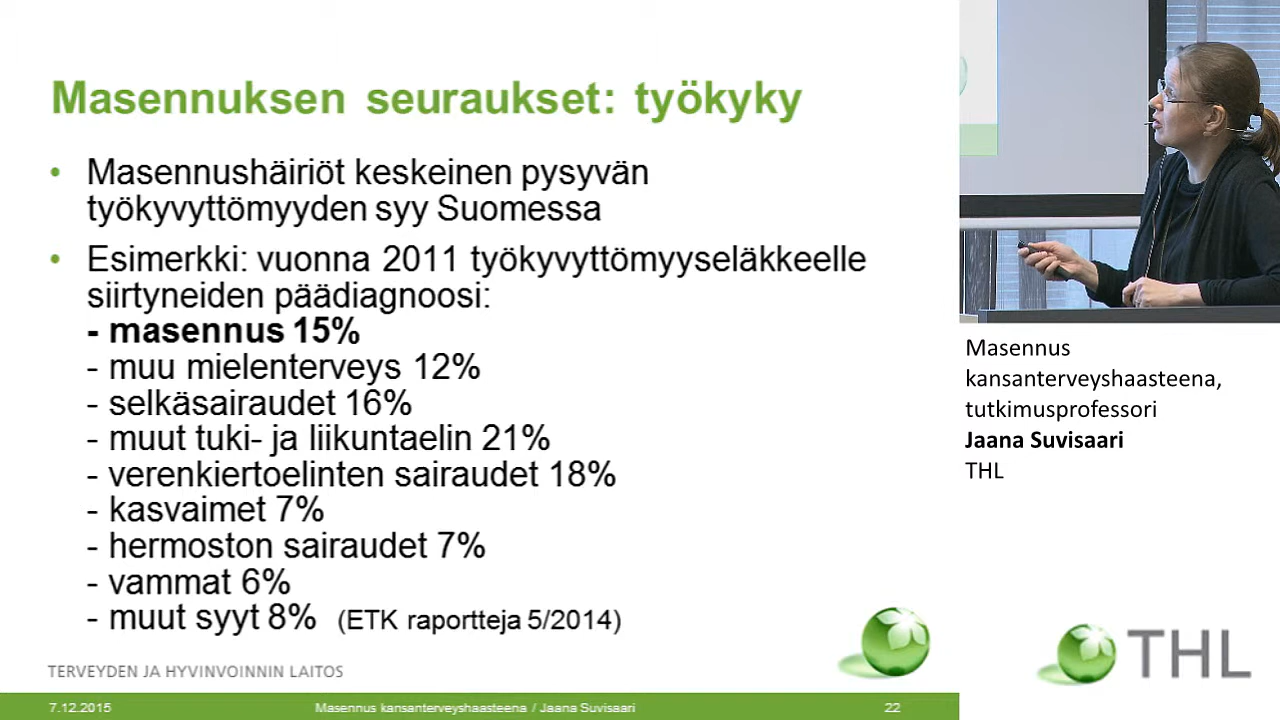 Masennuksen seuraukset: työkyky
• Masennushäiriöt keskeinen pysyvän
työkyvyttömyyden syy Suomessa
• Esimerkki: vuonna 2011 työkyvyttömyyseläkkeelle
siirtyneiden päädiagnoosi:
- masennus 15%
- muu mielenterveys 12%
- selkäsairaudet 16%
- muut tuki- ja liikuntaelin 21%
- verenkiertoelinten sairaudet 18%
- kasvaimet 7%
- hermoston sairaudet 7%
- vammat 6%
- muut syyt 8% (ETK raportteja 5/2014)
TERVEYDEN JA HYVINVOINNIN LAITOS
7.12.2015 Masennus kansanterveyshaasteena / Jaana Suvisaari 22
Masennus
kansanterveyshaasteena,
tutkimusprofessori
Jaana Suvisaari
THL
THL